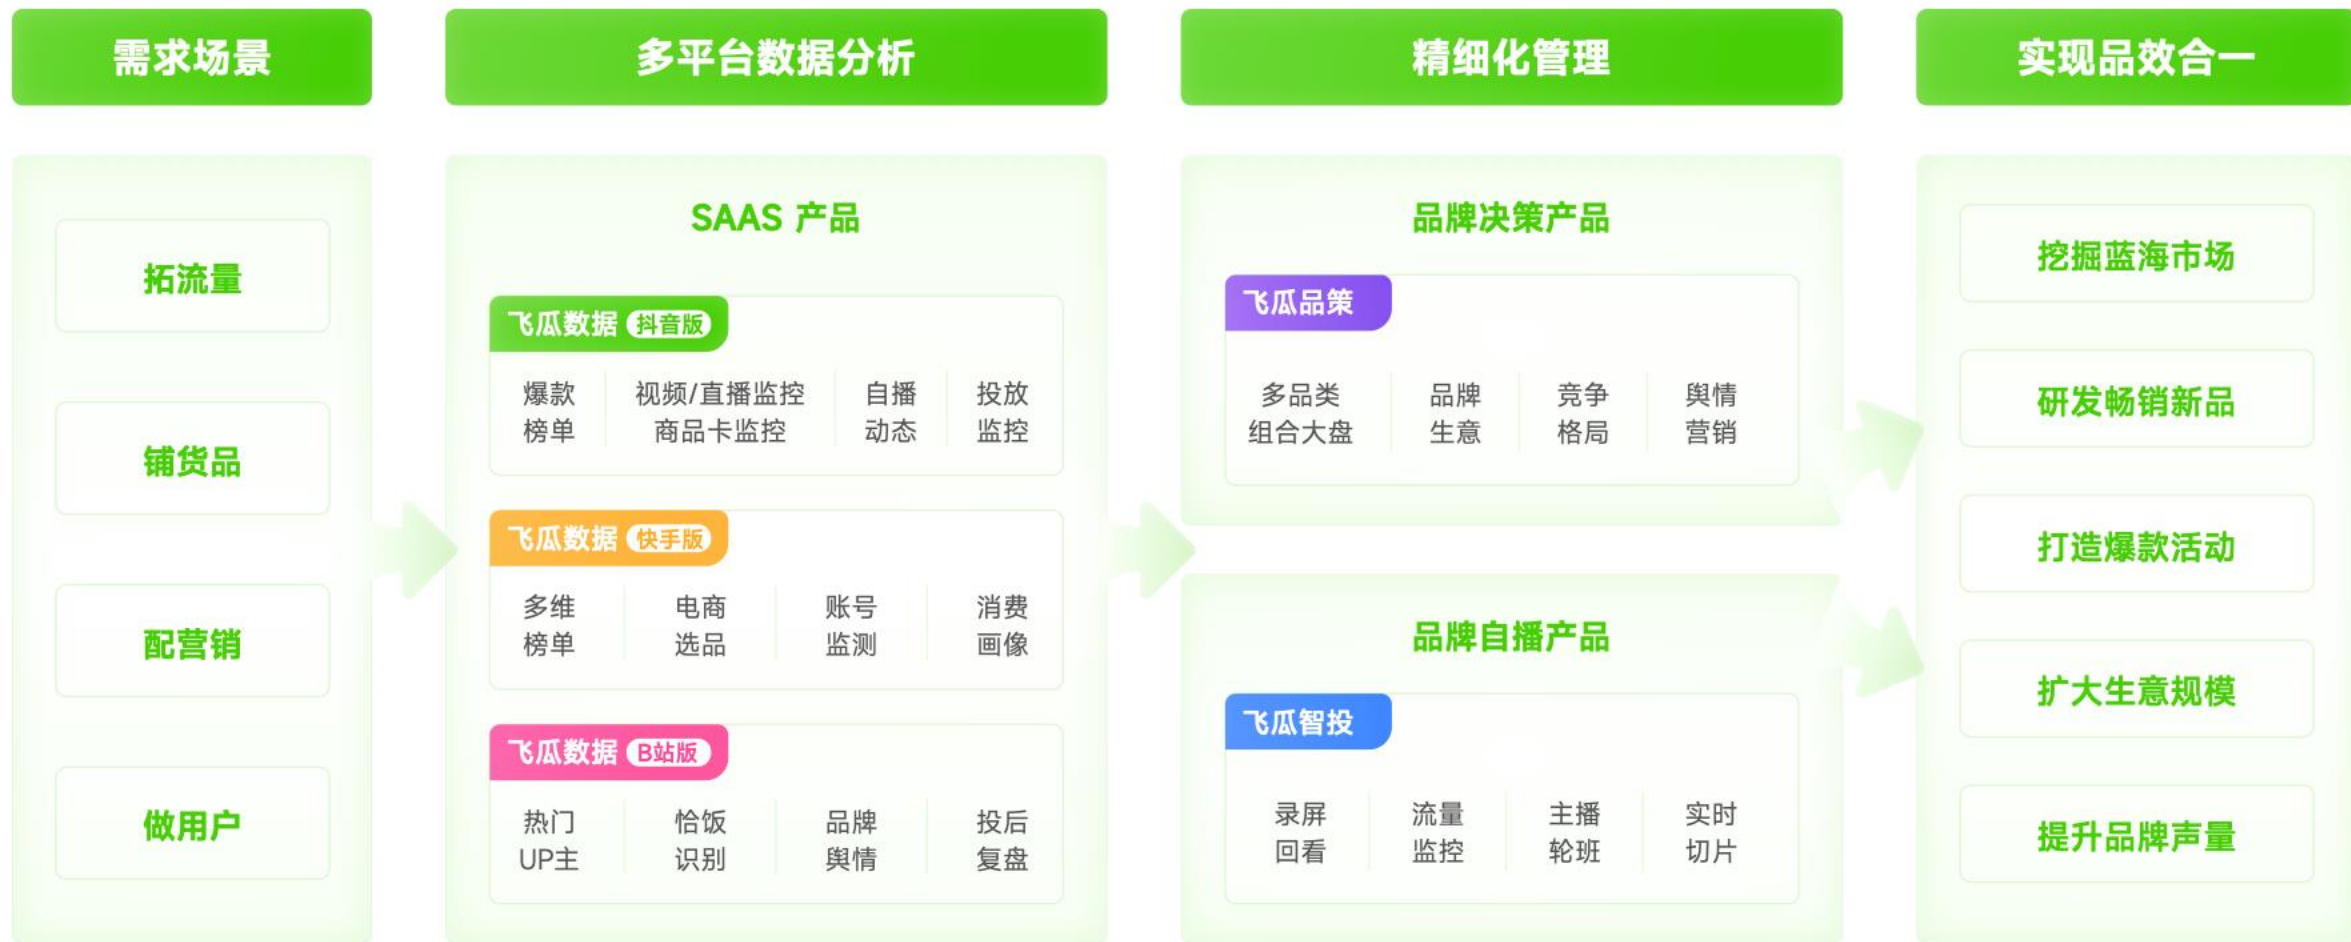 需求场景
拓流量
铺货品
配营销
做用户
多平台数据分析
SAAS 产品
飞瓜数据 抖音版
爆款 视频/直播监控 自播 投放
榜单 商品卡监控 动态 监控
飞瓜数据 快手版
多维 电商 账号 消费
榜单 选品 监测 画像
飞瓜数据 B站版
热门 恰饭 品牌 投后
UP主 识别 舆情 复盘
精细化管理
品牌决策产品
飞瓜品策
多品类 品牌 竞争 舆情
组合大盘 生意 格局 营销
品牌自播产品
飞瓜智投
录屏 流量 主播 实时
回看 监控 轮班 切片
实现品效合一
挖掘蓝海市场
研发畅销新品
打造爆款活动
扩大生意规模
提升品牌声量